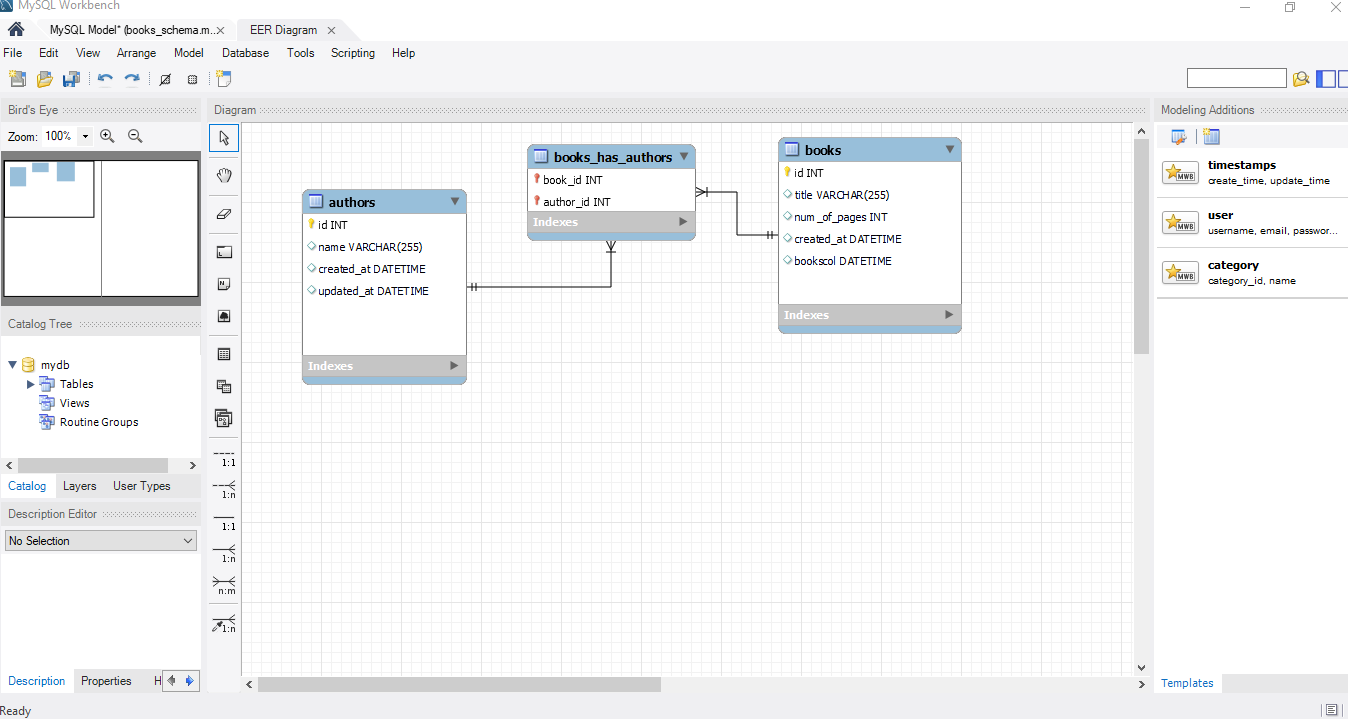 MySQL Workbench
MySQL Model* (books_schema.m...
EER Diagram
File Edit View Arrange Model Database Tools Scripting Help
Bird's Eye
Zoom: 100%
Catalog Tree
mydb
Tables
Views
Routine Groups
Catalog Layers User Types
Description Editor
No Selection
Description Properties H
Ready
Diagram
1:1
1:n
1:1
1:n
n:m
1:n
authors
id INT
name VARCHAR(255)
created_at DATETIME
updated_at DATETIME
Indexes
books_has_authors
book_id INT
author_id INT
Indexes
books
id INT
title VARCHAR(255)
num_of_pages INT
created_at DATETIME
bookscol DATETIME
Indexes
Modeling Additions
MWB
timestamps
create_time, update_time
MWB
user
username, email, passwor...
MWB
category
category_id, name
Templates